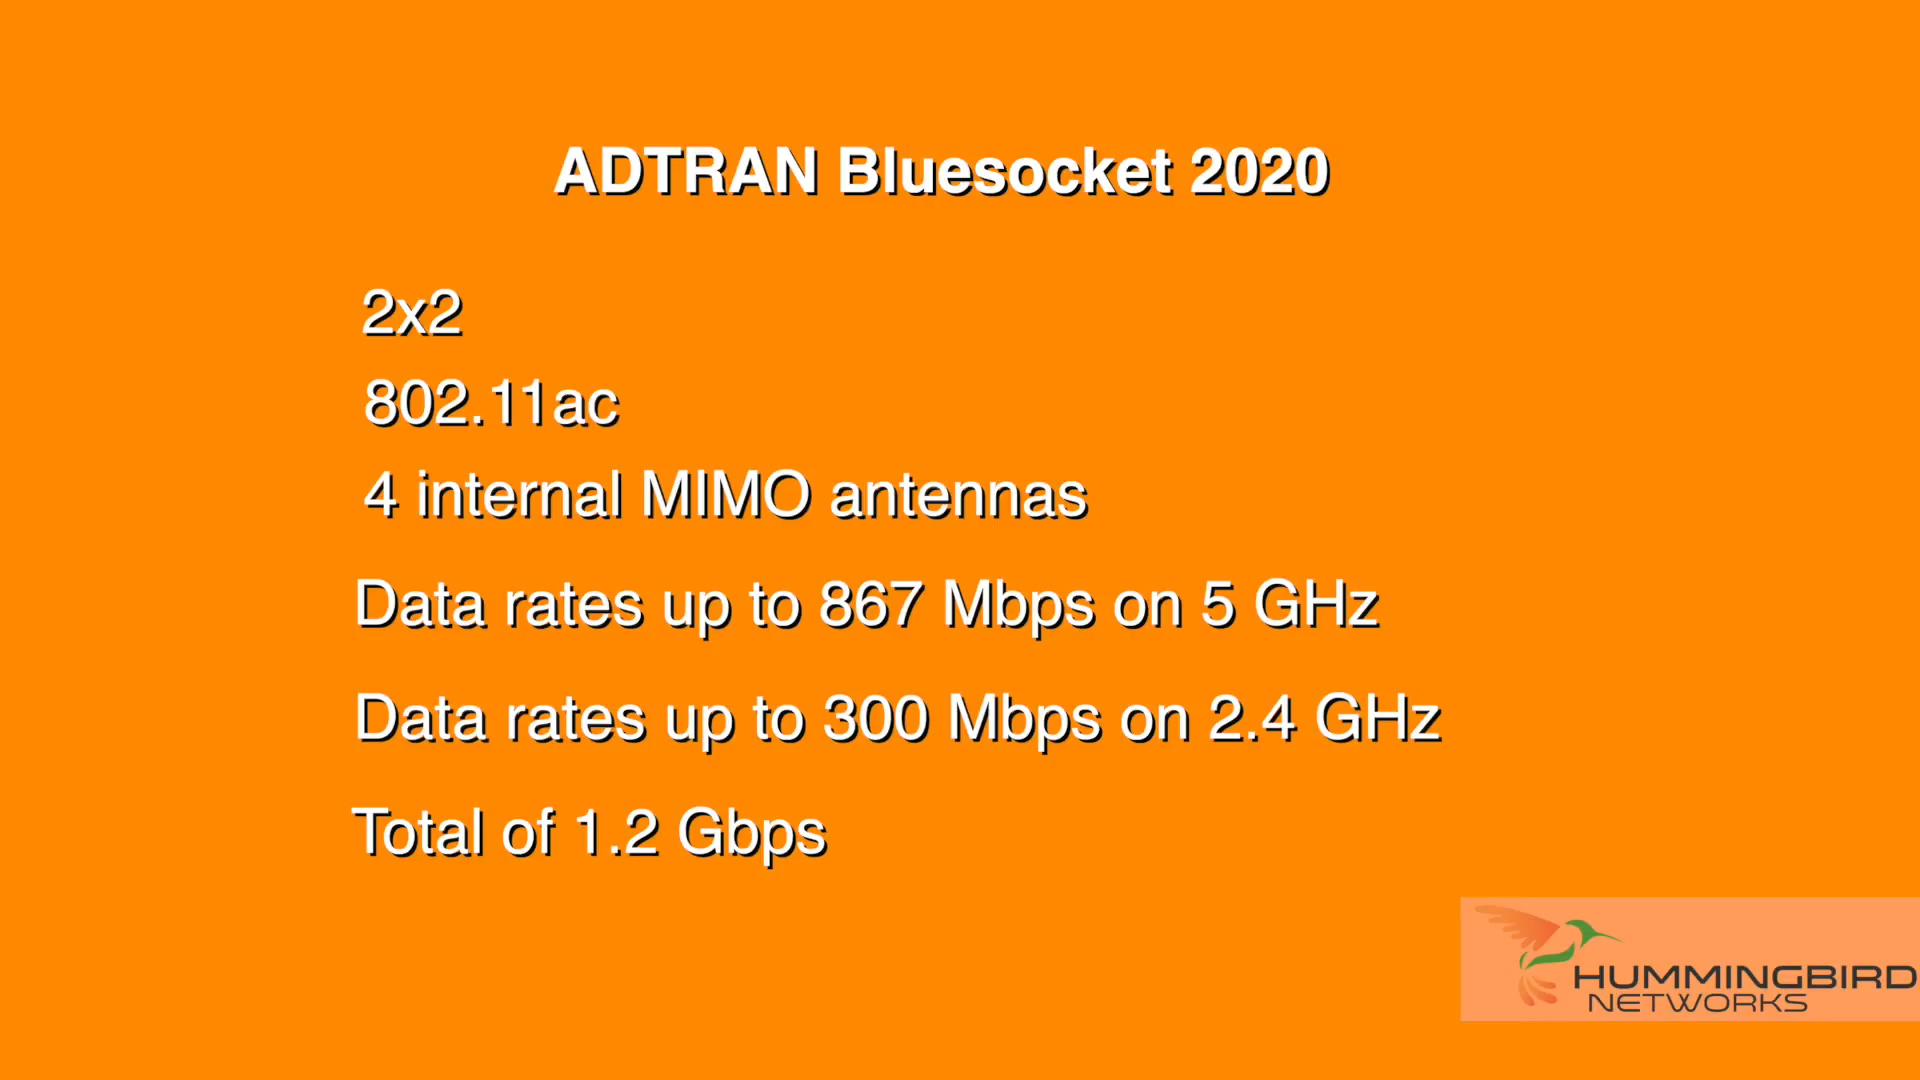 ADTRAN Bluesocket 2020
2x2
802.11ac
4 internal MIMO antennas
Data rates up to 867 Mbps on 5 GHz
Data rates up to 300 Mbps on 2.4 GHz
Total of 1.2 Gbps
HUMMINGBIRD
NETWORKS